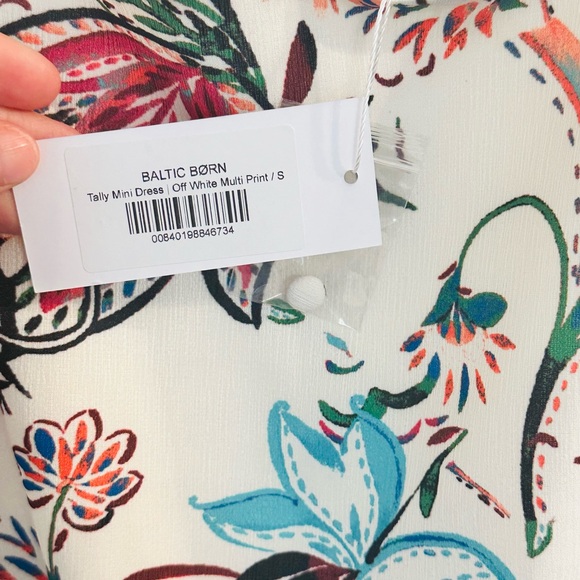 BALTIC BØRN
Tally Mini Dress | Off White Multi Print / S
00840198846734